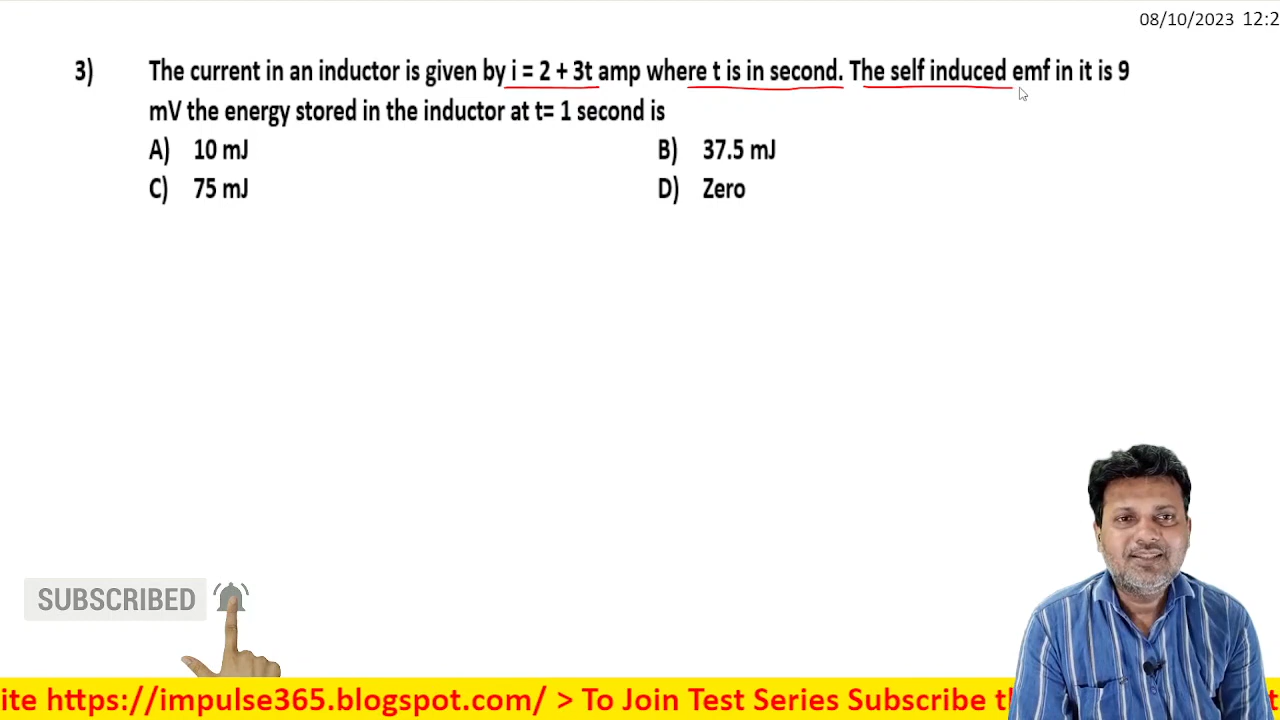 08/10/2023 12:2
3) The current in an inductor is given by i = 2 + 3t amp where t is in second. The self induced emf in it is 9
mV the energy stored in the inductor at t= 1 second is
A) 10 mJ B) 37.5 mJ
C) 75 mJ D) Zero
SUBSCRIBED
ite https://impulse365.blogspot.com/ > To Join Test Series Subscribe